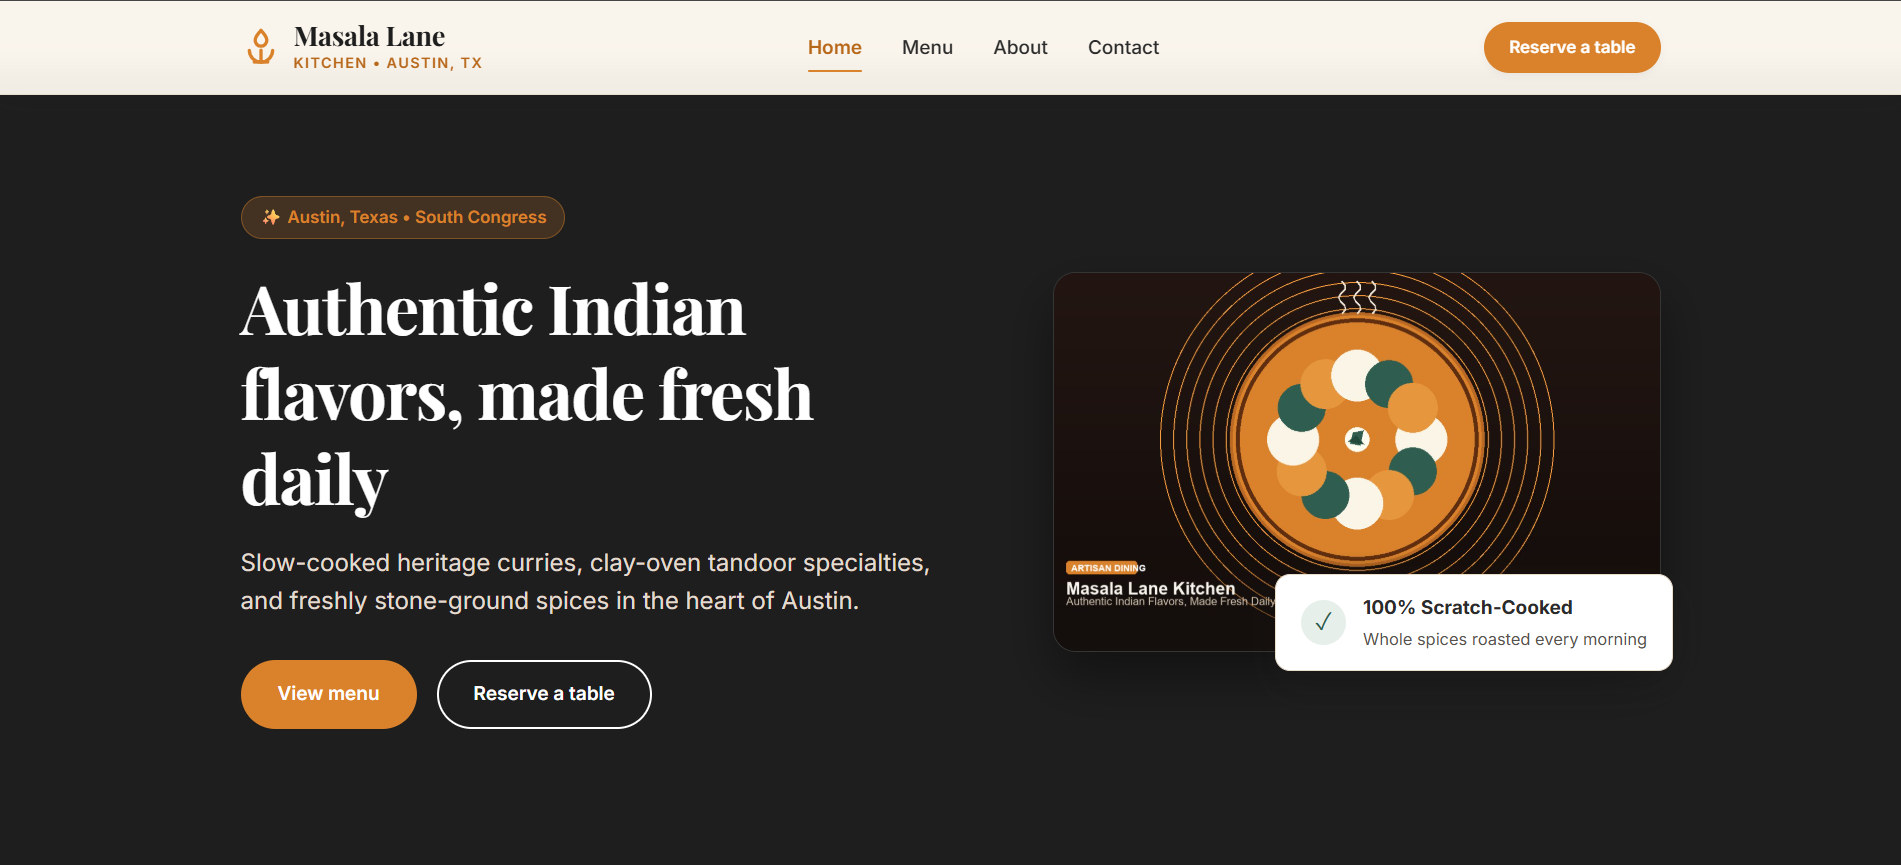 Masala Lane
KITCHEN • AUSTIN, TX
Home
Menu
About
Contact
Reserve a table
✨ Austin, Texas • South Congress
Authentic Indian
flavors, made fresh
daily
Slow-cooked heritage curries, clay-oven tandoor specialties,
and freshly stone-ground spices in the heart of Austin.
View menu
Reserve a table
ARTISAN DINING
Masala Lane Kitchen
Authentic Indian Flavors, Made Fresh Daily
✓
100% Scratch-Cooked
Whole spices roasted every morning